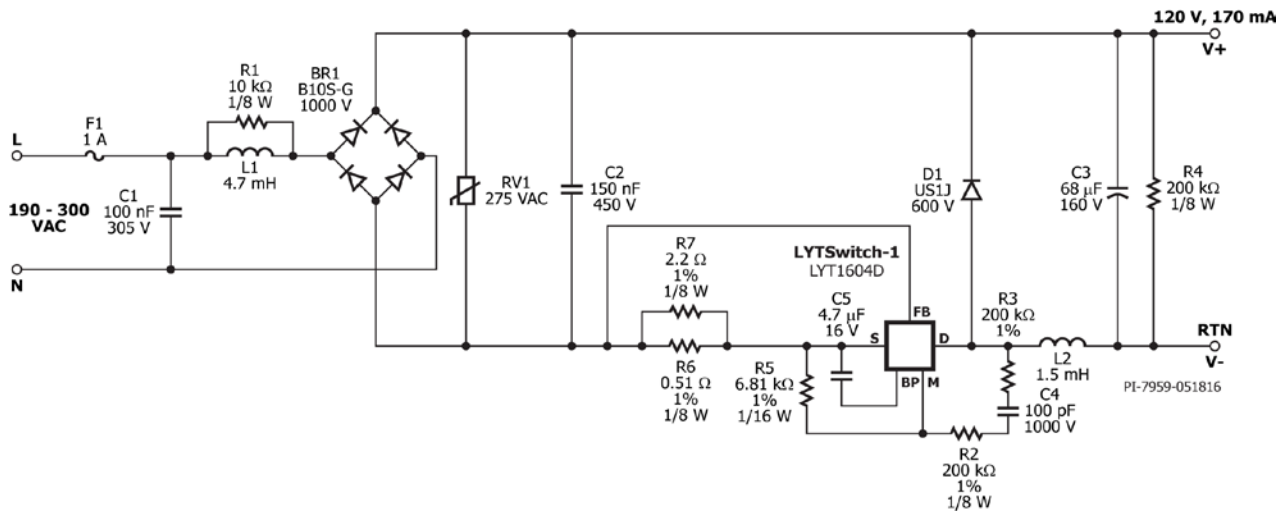 120 V, 170 mA
V+
R1
10 kΩ
1/8 W
BR1
B10S-G
1000 V
F1
1 A
L
L1
4.7 mH
C1
100 nF
305 V
190 - 300
VAC
N
RV1
275 VAC
C2
150 nF
450 V
D1
US1J
600 V
C3
68 µF
160 V
R4
200 kΩ
1/8 W
R7
2.2 Ω
1%
1/8 W
LYTSwitch-1
LYT1604D
C5
4.7 µF
16 V
FB
S
D
BP
M
R3
200 kΩ
1%
L2
1.5 mH
RTN
V-
R6
0.51 Ω
1%
1/8 W
R5
6.81 kΩ
1%
1/16 W
C4
100 pF
1000 V
R2
200 kΩ
1%
1/8 W
PI-7959-051816